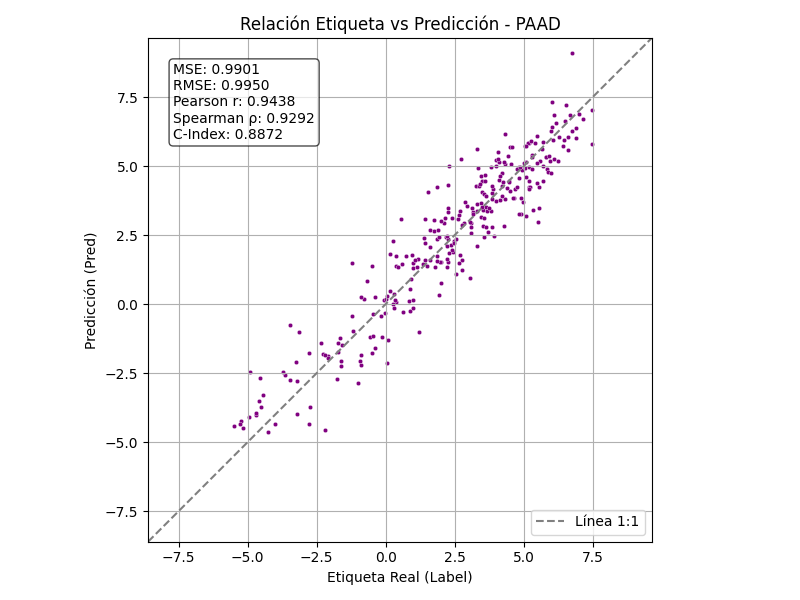 Relación Etiqueta vs Predicción - PAAD
MSE: 0.9901
RMSE: 0.9950
Pearson r: 0.9438
Spearman ρ: 0.9292
C-Index: 0.8872
Predicción (Pred)
7.5
5.0
2.5
0.0
−2.5
−5.0
−7.5
Línea 1:1
−7.5 −5.0 −2.5 0.0 2.5 5.0 7.5
Etiqueta Real (Label)